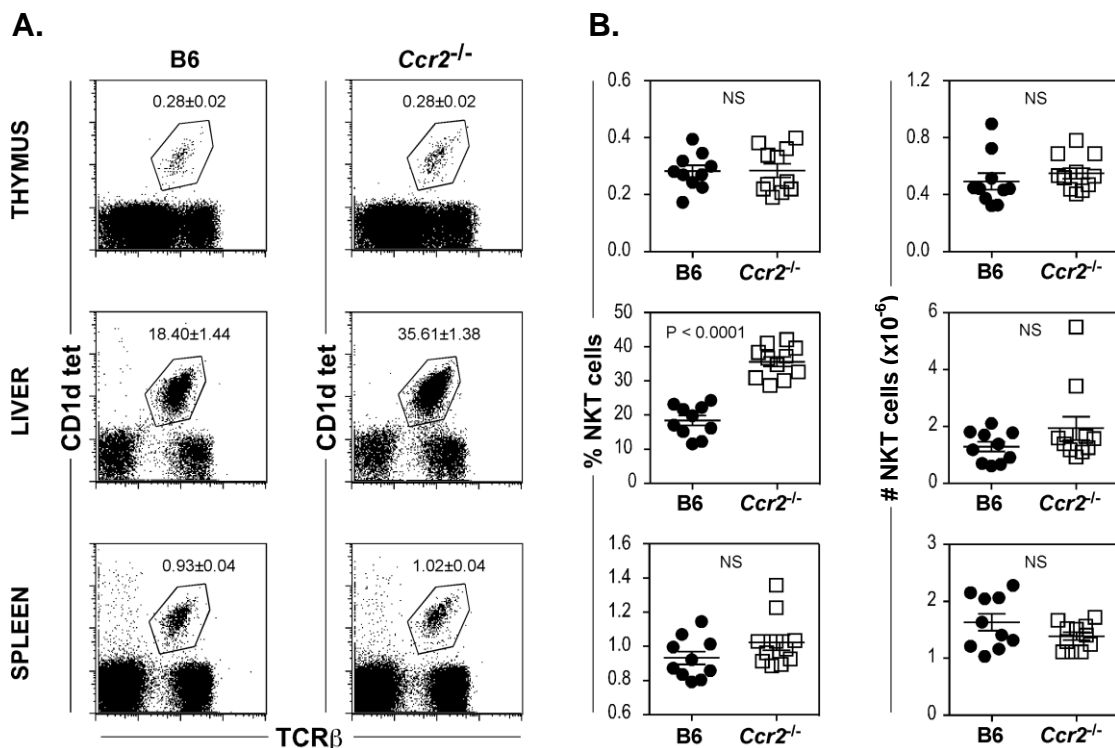 A.
B6
Ccr2-/-
THYMUS
0.28±0.02
0.28±0.02
LIVER
CD1d tet
18.40±1.44
CD1d tet
35.61±1.38
SPLEEN
0.93±0.04
1.02±0.04
TCRβ
B.
% NKT cells
0.6
0.4
0.2
0.0
NS
B6
Ccr2-/-
# NKT cells (x10-6)
1.2
0.8
0.4
0.0
NS
B6
Ccr2-/-
50
40
30
20
10
0
P < 0.0001
B6
Ccr2-/-
6
4
2
0
NS
B6
Ccr2-/-
1.6
1.4
1.2
1.0
0.8
0.6
NS
B6
Ccr2-/-
3
2
1
0
NS
B6
Ccr2-/-